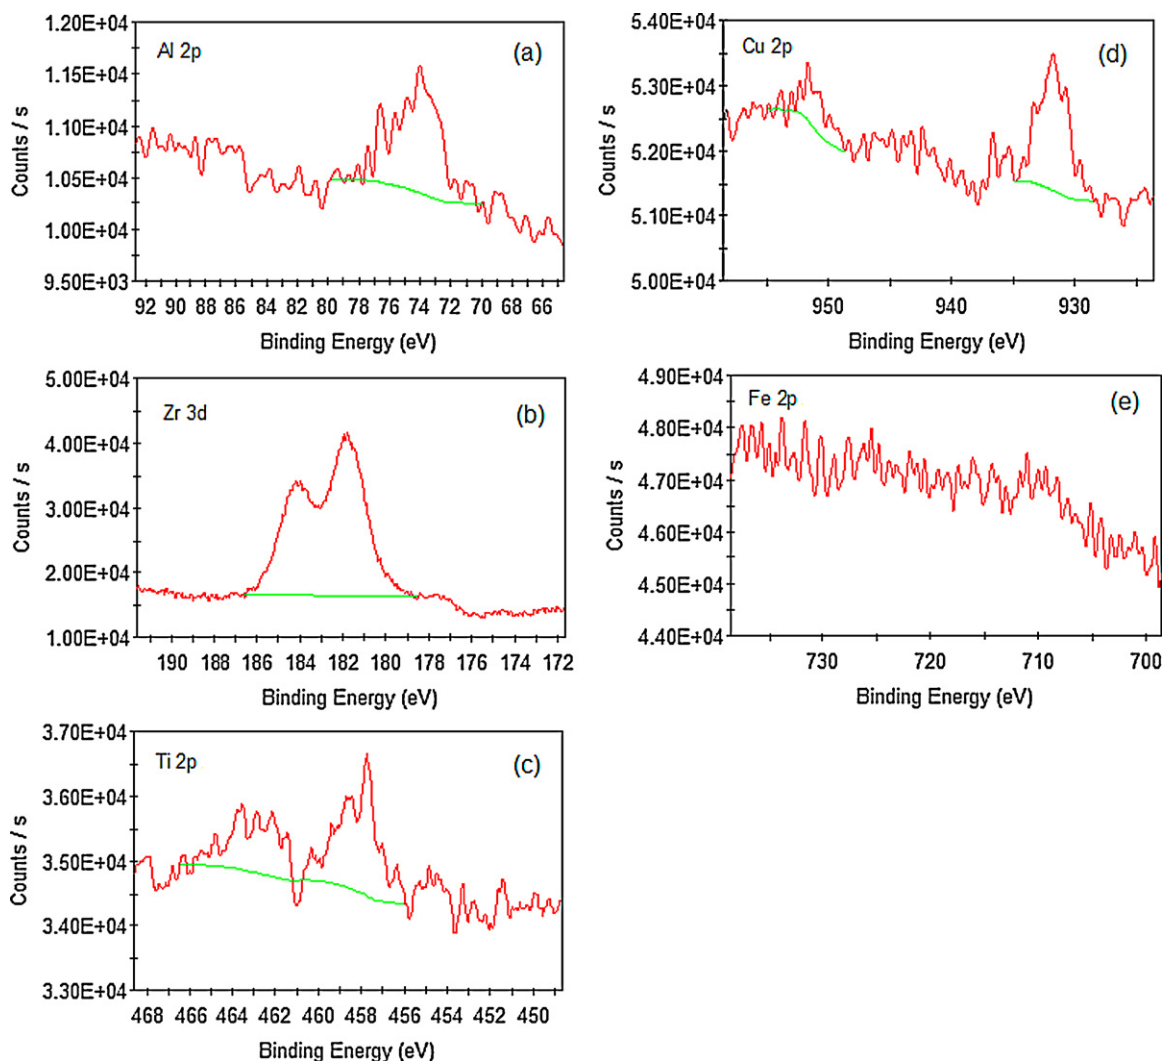 Al 2p
(a)
1.20E+04
1.15E+04
1.10E+04
1.05E+04
1.00E+04
9.50E+03
Counts / s
92 90 88 86 84 82 80 78 76 74 72 70 68 66
Binding Energy (eV)
Zr 3d
(b)
5.00E+04
4.00E+04
3.00E+04
2.00E+04
1.00E+04
Counts / s
190 188 186 184 182 180 178 176 174 172
Binding Energy (eV)
Ti 2p
(c)
3.70E+04
3.60E+04
3.50E+04
3.40E+04
3.30E+04
Counts / s
468 466 464 462 460 458 456 454 452 450
Binding Energy (eV)
Cu 2p
(d)
5.40E+04
5.30E+04
5.20E+04
5.10E+04
5.00E+04
Counts / s
950 940 930
Binding Energy (eV)
Fe 2p
(e)
4.90E+04
4.80E+04
4.70E+04
4.60E+04
4.50E+04
4.40E+04
Counts / s
730 720 710 700
Binding Energy (eV)